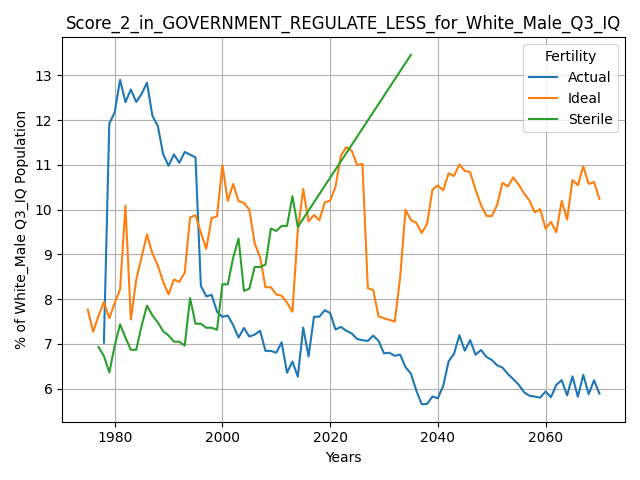 Score_2_in_GOVERNMENT_REGULATE_LESS_for_White_Male_Q3_IQ
% of White_Male Q3_IQ Population
13
12
11
10
9
8
7
6
Fertility
Actual
Ideal
Sterile
1980 2000 2020 2040 2060
Years